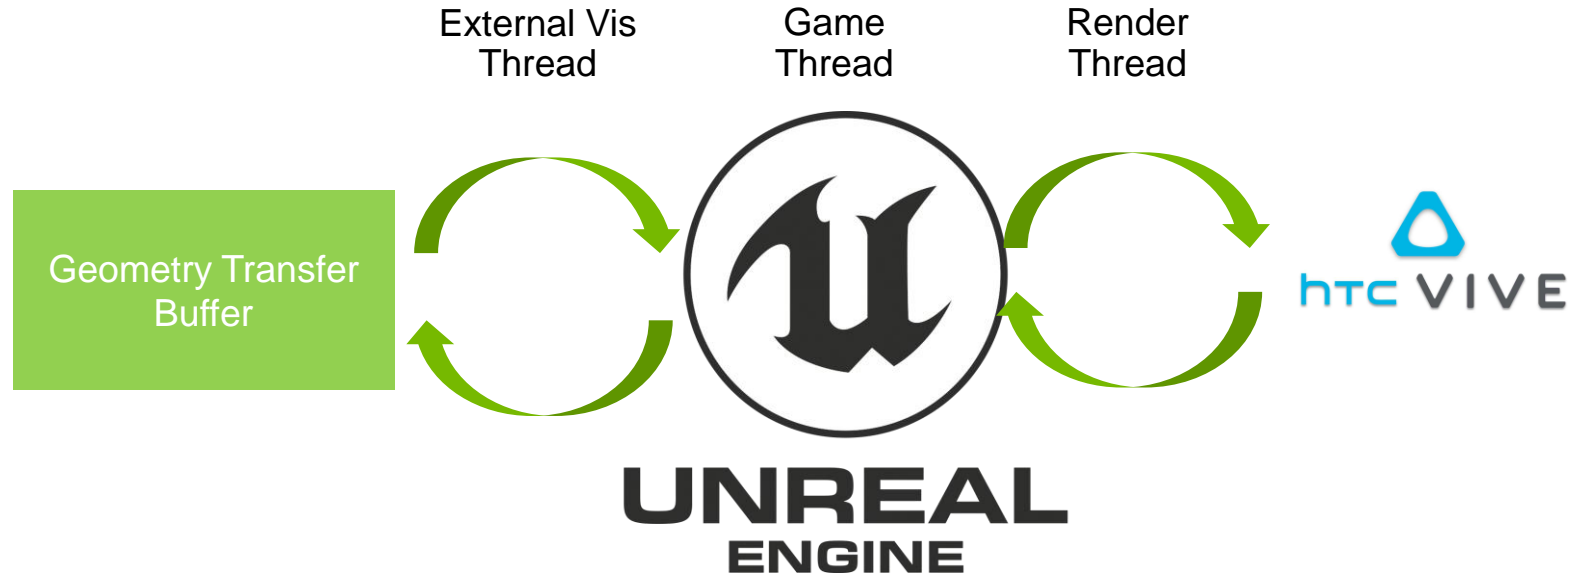 External Vis
Thread
Game
Thread
Render
Thread
Geometry Transfer
Buffer
hTC VIVE
UNREAL
ENGINE